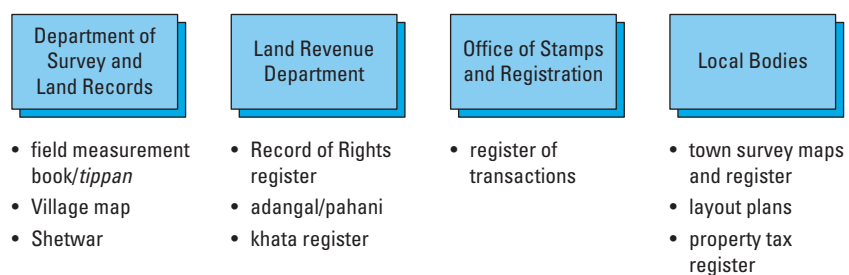 Department of
Survey and
Land Records
• field measurement
book/tippan
• Village map
• Shetwar
Land Revenue
Department
• Record of Rights
register
• adangal/pahani
• khata register
Office of Stamps
and Registration
• register of
transactions
Local Bodies
• town survey maps
and register
• layout plans
• property tax
register